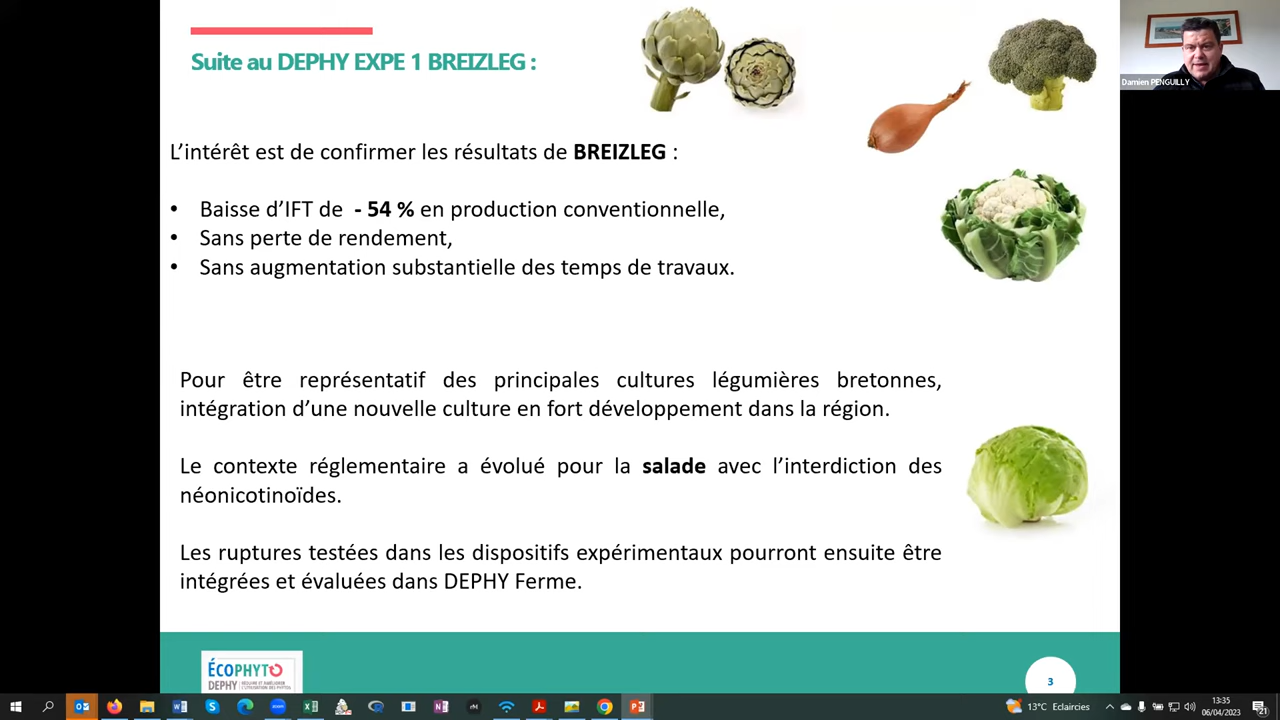 Suite au DEPHY EXPE 1 BREIZLEG :
Damien PENGUILLY
L'intérêt est de confirmer les résultats de BREIZLEG :
• Baisse d'IFT de - 54 % en production conventionnelle,
• Sans perte de rendement,
• Sans augmentation substantielle des temps de travaux.
Pour être représentatif des principales cultures légumières bretonnes,
intégration d'une nouvelle culture en fort développement dans la région.
Le contexte réglementaire a évolué pour la salade avec l'interdiction des
néonicotinoïdes.
Les ruptures testées dans les dispositifs expérimentaux pourront ensuite être
intégrées et évaluées dans DEPHY Ferme.
ÉCOPHYTO
DEPHY
3
13°C Eclaircies
13:35
06/04/2023